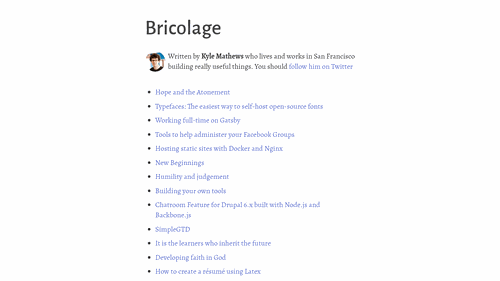 Bricolage
Written by Kyle Mathews who lives and works in San Francisco
building really useful things. You should follow him on Twitter
Hope and the Atonement
Typefaces: The easiest way to self-host open-source fonts
Working full-time on Gatsby
Tools to help administer your Facebook Groups
Hosting static sites with Docker and Nginx
New Beginnings
Humility and judgement
Building your own tools
Chatroom Feature for Drupal 6.x built with Node.js and
Backbone.js
SimpleGTD
It is the learners who inherit the future
Developing faith in God
How to create a résumé using Latex